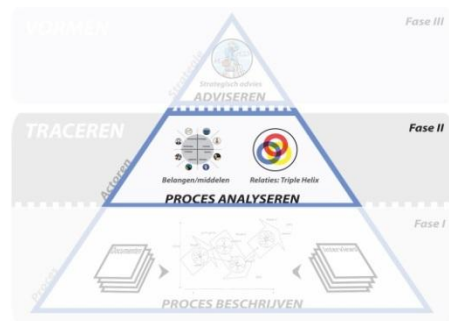 VORMEN
Fase III
Strategie
Strategisch advies
ADVISEREN
TRACEREN
Fase II
Actoren
Belangen/middelen
Relaties: Triple Helix
PROCES ANALYSEREN
Fase I
Proces
Documenten
PROCES BESCHRIJVEN